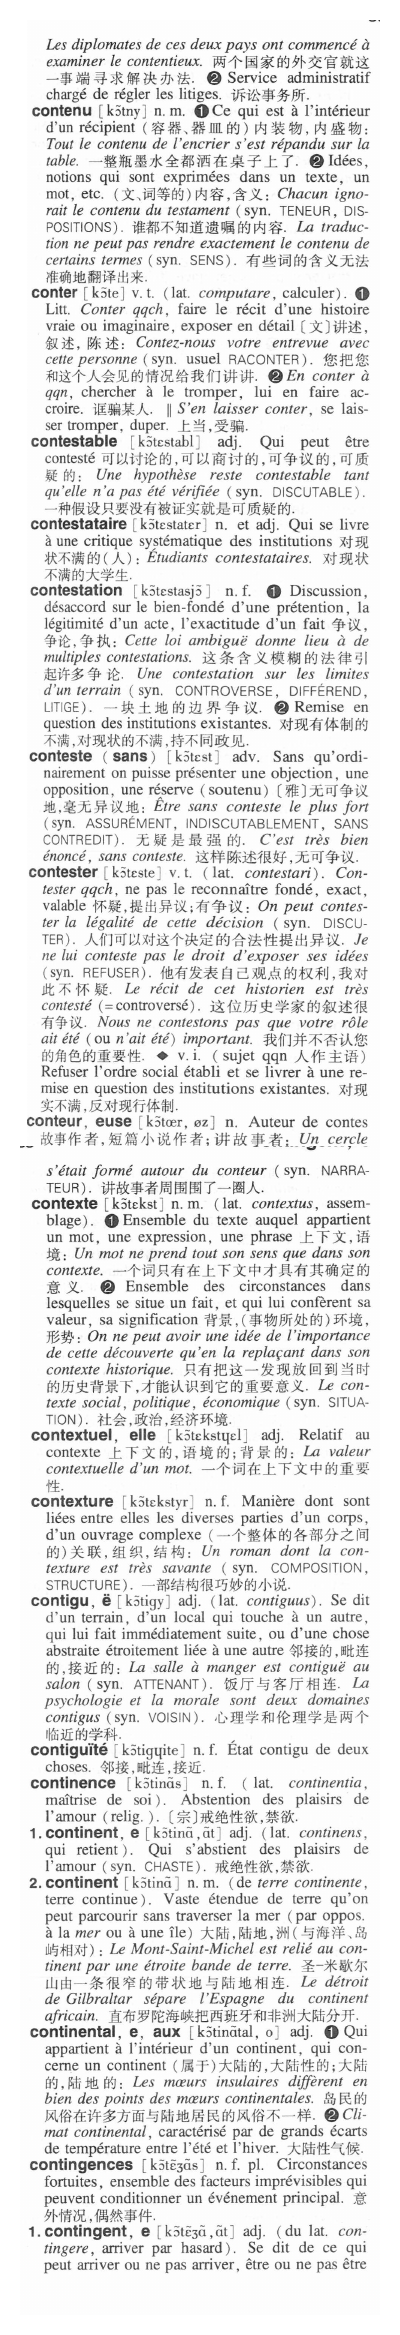 Les diplomates de ces deux pays ont commencé à
examiner le contentieux. 两个国家的外交官就这
一事端寻求解决办法. ❷ Service administratif
chargé de régler les litiges. 诉讼事务所.
contenu [kɔ̃tny] n. m. ❶ Ce qui est à l'intérieur
d'un récipient (容器、器皿的) 内装物, 内盛物:
Tout le contenu de l'encrier s'est répandu sur la
table. 一整瓶墨水全都洒在桌子上了. ❷ Idées,
notions qui sont exprimées dans un texte, un
mot, etc. (文、词等的)内容, 含义: Chacun igno-
rait le contenu du testament (syn. TENEUR, DIS-
POSITIONS). 谁都不知道遗嘱的内容. La traduc-
tion ne peut pas rendre exactement le contenu de
certains termes (syn. SENS). 有些词的含义无法
准确地翻译出来.
conter [kɔ̃te] v. t. (lat. computare, calculer). ❶
Litt. Conter qqch, faire le récit d'une histoire
vraie ou imaginaire, exposer en détail [文]讲述,
叙述, 陈述: Contez-nous votre entrevue avec
cette personne (syn. usuel RACONTER). 您把您
和这个人会见的情况给我们讲讲. ❷ En conter à
qqn, chercher à le tromper, lui en faire ac-
croire. 诓骗某人. ‖ S'en laisser conter, se lais-
ser tromper, duper. 上当, 受骗.
contestable [kɔ̃tɛstabl] adj. Qui peut être
contesté 可以讨论的, 可以商讨的, 可争议的, 可质
疑的: Une hypothèse reste contestable tant
qu'elle n'a pas été vérifiée (syn. DISCUTABLE).
一种假设只要没有被证实就是可质疑的.
contestataire [kɔ̃tɛstatɛr] n. et adj. Qui se livre
à une critique systématique des institutions 对现
状不满的(人): Étudiants contestataires. 对现状
不满的大学生.
contestation [kɔ̃tɛstasjɔ̃] n. f. ❶ Discussion,
désaccord sur le bien-fondé d'une prétention, la
légitimité d'un acte, l'exactitude d'un fait 争议,
争论, 争执: Cette loi ambiguë donne lieu à de
multiples contestations. 这条含义模糊的法律引
起许多争论. Une contestation sur les limites
d'un terrain (syn. CONTROVERSE, DIFFÉREND,
LITIGE). 一块土地的边界争议. ❷ Remise en
question des institutions existantes. 对现有体制的
不满, 对现状的不满, 持不同政见.
conteste (sans) [kɔ̃tɛst] adv. Sans qu'ordi-
nairement on puisse présenter une objection, une
opposition, une réserve (soutenu) [雅]无可争议
地, 毫无异议地: Être sans conteste le plus fort
(syn. ASSURÉMENT, INDISCUTABLEMENT, SANS
CONTREDIT). 无疑是最强的. C'est très bien
énoncé, sans conteste. 这样陈述很好, 无可争议.
contester [kɔ̃tɛste] v. t. (lat. contestari). Con-
tester qqch, ne pas le reconnaître fondé, exact,
valable 怀疑, 提出异议; 有争议: On peut contes-
ter la légalité de cette décision (syn. DISCU-
TER). 人们可以对这个决定的合法性提出异议. Je
ne lui conteste pas le droit d'exposer ses idées
(syn. REFUSER). 他有发表自己观点的权利, 我对
此不怀疑. Le récit de cet historien est très
contesté (= controversé). 这位历史学家的叙述很
有争议. Nous ne contestons pas que votre rôle
ait été (ou n'ait été) important. 我们并不否认您
的角色的重要性. ◆ v. i. (sujet qqn 人作主语)
Refuser l'ordre social établi et se livrer à une re-
mise en question des institutions existantes. 对现
实不满, 反对现行体制.
conteur, euse [kɔ̃tœr, øz] n. Auteur de contes
故事作者, 短篇小说作者; 讲故事者: Un cercle
s'était formé autour du conteur (syn. NARRA-
TEUR). 讲故事者周围围了一圈人.
contexte [kɔ̃tɛkst] n. m. (lat. contextus, assem-
blage). ❶ Ensemble du texte auquel appartient
un mot, une expression, une phrase 上下文, 语
境: Un mot ne prend tout son sens que dans son
contexte. 一个词只有在上下文中才具有其确定的
意义. ❷ Ensemble des circonstances dans
lesquelles se situe un fait, et qui lui confèrent sa
valeur, sa signification 背景, (事物所处的)环境,
形势: On ne peut avoir une idée de l'importance
de cette découverte qu'en la replaçant dans son
contexte historique. 只有把这一发现放回到当时
的历史背景下, 才能认识到它的重要意义. Le con-
texte social, politique, économique (syn. SITUA-
TION). 社会, 政治, 经济环境.
contextuel, elle [kɔ̃tɛkstɥɛl] adj. Relatif au
contexte 上下文的, 语境的; 背景的: La valeur
contextuelle d'un mot. 一个词在上下文中的重要
性.
contexture [kɔ̃tɛkstyr] n. f. Manière dont sont
liées entre elles les diverses parties d'un corps,
d'un ouvrage complexe (一个整体的各部分之间
的)关联, 组织, 结构: Un roman dont la con-
texture est très savante (syn. COMPOSITION,
STRUCTURE). 一部结构很巧妙的小说.
contigu, ë [kɔ̃tigy] adj. (lat. contiguus). Se dit
d'un terrain, d'un local qui touche à un autre,
qui lui fait immédiatement suite, ou d'une chose
abstraite étroitement liée à une autre 邻接的, 毗连
的, 接近的: La salle à manger est contiguë au
salon (syn. ATTENANT). 饭厅与客厅相连. La
psychologie et la morale sont deux domaines
contigus (syn. VOISIN). 心理学和伦理学是两个
临近的学科.
contiguïté [kɔ̃tigɥite] n. f. État contigu de deux
choses. 邻接, 毗连, 接近.
continence [kɔ̃tinɑ̃s] n. f. (lat. continentia,
maîtrise de soi). Abstention des plaisirs de
l'amour (relig.). [宗]戒绝性欲, 禁欲.
1. continent, e [kɔ̃tinɑ̃, ɑ̃t] adj. (lat. continens,
qui retient). Qui s'abstient des plaisirs de
l'amour (syn. CHASTE). 戒绝性欲, 禁欲.
2. continent [kɔ̃tinɑ̃] n. m. (de terre continente,
terre continue). Vaste étendue de terre qu'on
peut parcourir sans traverser la mer (par oppos.
à la mer ou à une île) 大陆, 陆地, 洲(与海洋、岛
屿相对): Le Mont-Saint-Michel est relié au con-
tinent par une étroite bande de terre. 圣-米歇尔
山由一条很窄的带状地与陆地相连. Le détroit
de Gilbraltar sépare l'Espagne du continent
africain. 直布罗陀海峡把西班牙和非洲大陆分开.
continental, e, aux [kɔ̃tinɑ̃tal, o] adj. ❶ Qui
appartient à l'intérieur d'un continent, qui con-
cerne un continent (属于)大陆的, 大陆性的; 大陆
的, 陆地的: Les mœurs insulaires diffèrent en
bien des points des mœurs continentales. 岛民的
风俗在许多方面与陆地居民的风俗不一样. ❷ Cli-
mat continental, caractérisé par de grands écarts
de température entre l'été et l'hiver. 大陆性气候.
contingences [kɔ̃tɛ̃ʒɑ̃s] n. f. pl. Circonstances
fortuites, ensemble des facteurs imprévisibles qui
peuvent conditionner un événement principal. 意
外情况, 偶然事件.
1. contingent, e [kɔ̃tɛ̃ʒɑ̃, ɑ̃t] adj. (du lat. con-
tingere, arriver par hasard). Se dit de ce qui
peut arriver ou ne pas arriver, être ou ne pas être